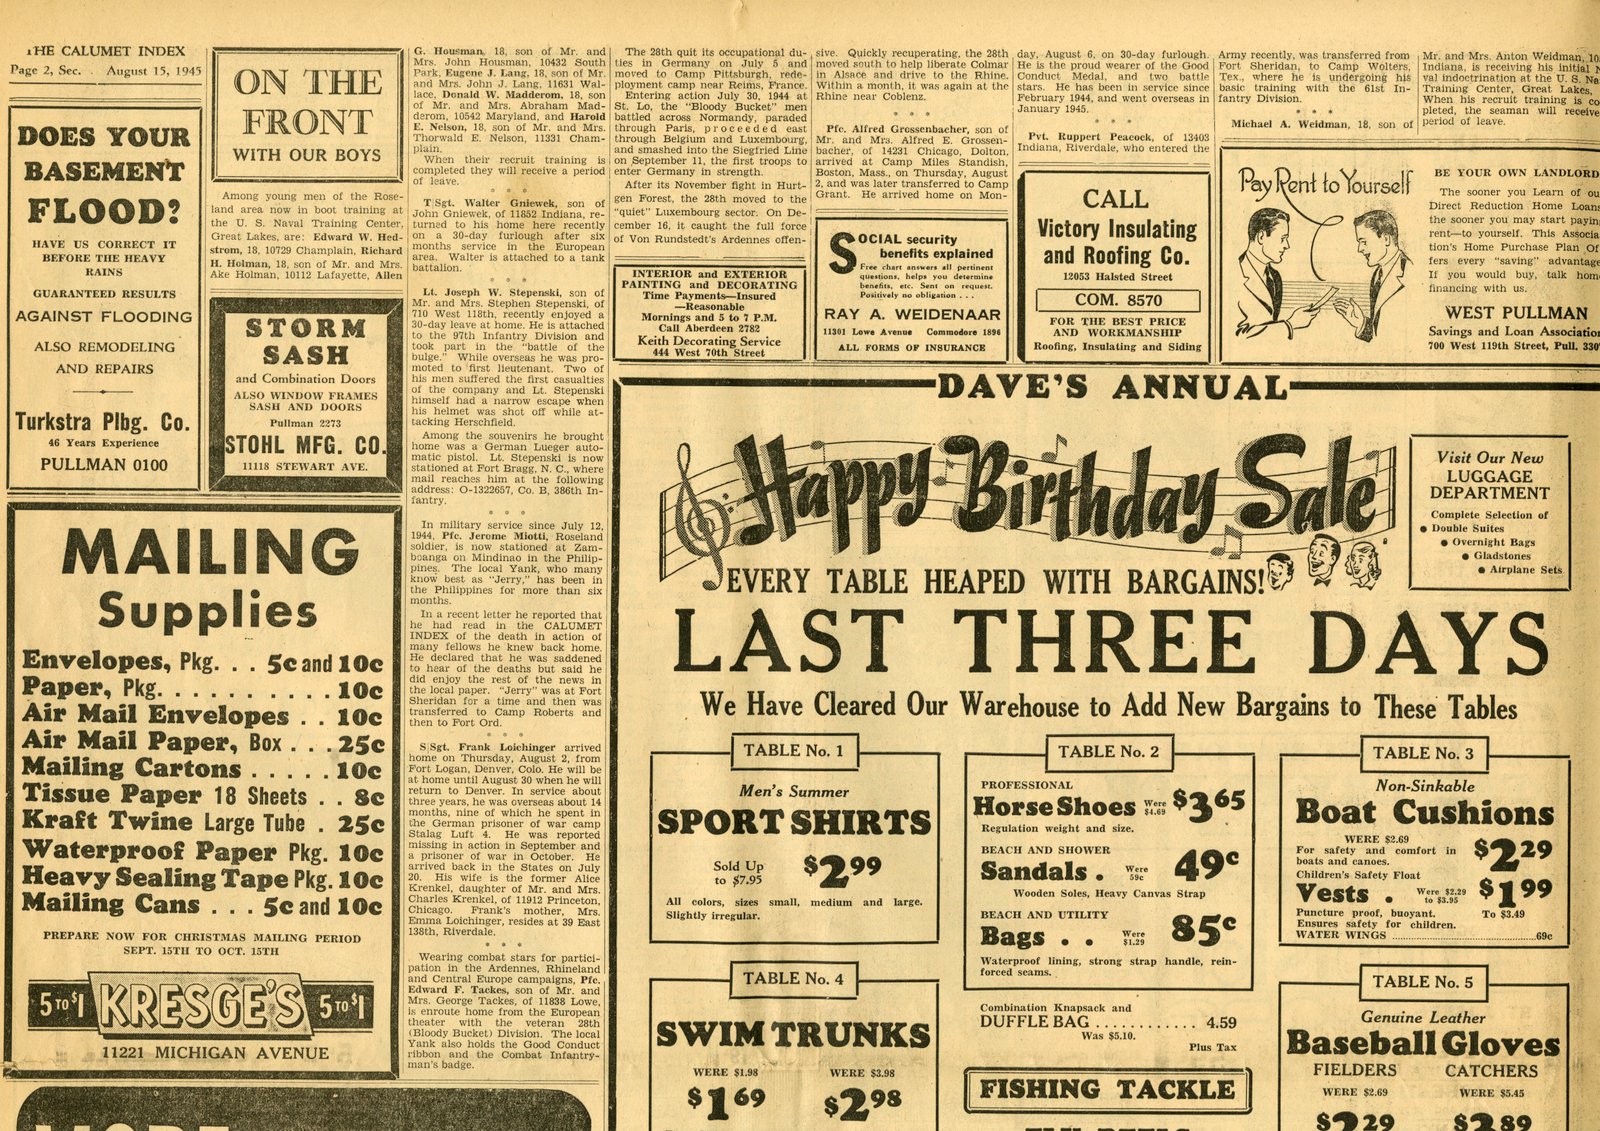 THE CALUMET INDEX
Page 2, Sec. August 15, 1945
DOES YOUR
BASEMENT
FLOOD?
HAVE US CORRECT IT
BEFORE THE HEAVY
RAINS
GUARANTEED RESULTS
AGAINST FLOODING
ALSO REMODELING
AND REPAIRS
Turkstra Plbg. Co.
46 Years Experience
PULLMAN 0100
ON THE
FRONT
WITH OUR BOYS
Among young men of the Rose-
land area now in boot training at
the U. S. Naval Training Center,
Great Lakes, are: Edward W. Hed-
strom, 18, 10729 Champlain, Richard
H. Holman, 18, son of Mr. and Mrs.
Ake Holman, 10112 Lafayette, Allen
STORM
SASH
and Combination Doors
ALSO WINDOW FRAMES
SASH AND DOORS
Pullman 2273
STOHL MFG. CO.
11118 STEWART AVE.
MAILING
Supplies
Envelopes, Pkg. . . 5c and 10c
Paper, Pkg. . . . . . . . . . . 10c
Air Mail Envelopes . . 10c
Air Mail Paper, Box . . . 25c
Mailing Cartons . . . . . 10c
Tissue Paper 18 Sheets . . 8c
Kraft Twine Large Tube . 25c
Waterproof Paper Pkg. 10c
Heavy Sealing Tape Pkg. 10c
Mailing Cans . . . 5c and 10c
PREPARE NOW FOR CHRISTMAS MAILING PERIOD
SEPT. 15TH TO OCT. 15TH
5 TO $1 KRESGE'S 5 TO $1
11221 MICHIGAN AVENUE
G. Housman, 18, son of Mr. and
Mrs. John Housman, 10432 South
Park, Eugene J. Lang, 18, son of Mr.
and Mrs. John J. Lang, 11631 Wal-
lace, Donald W. Madderom, 18, son
of Mr. and Mrs. Abraham Mad-
derom, 10542 Maryland, and Harold
E. Nelson, 18, son of Mr. and Mrs.
Thorwald E. Nelson, 11331 Cham-
plain.
When their recruit training is
completed they will receive a period
of leave.
* * *
T|Sgt. Walter Gniewek, son of
John Gniewek, of 11852 Indiana, re-
turned to his home here recently
on a 30-day furlough after six
months service in the European
area. Walter is attached to a tank
battalion.
* * *
Lt. Joseph W. Stepenski, son of
Mr. and Mrs. Stephen Stepenski, of
710 West 118th, recently enjoyed a
30-day leave at home. He is attached
to the 97th Infantry Division and
took part in the "battle of the
bulge." While overseas he was pro-
moted to first lieutenant. Two of
his men suffered the first casualties
of the company and Lt. Stepenski
himself had a narrow escape when
his helmet was shot off while at-
tacking Herschfield.
Among the souvenirs he brought
home was a German Lueger auto-
matic pistol. Lt. Stepenski is now
stationed at Fort Bragg, N. C., where
mail reaches him at the following
address: O-1322657, Co. B, 386th In-
fantry.
* * *
In military service since July 12,
1944, Pfc. Jerome Miotti, Roseland
soldier, is now stationed at Zam-
boanga on Mindinao in the Philip-
pines. The local Yank, who many
know best as "Jerry," has been in
the Philippines for more than six
months.
In a recent letter he reported that
he had read in the CALUMET
INDEX of the death in action of
many fellows he knew back home.
He declared that he was saddened
to hear of the deaths but said he
did enjoy the rest of the news in
the local paper. "Jerry" was at Fort
Sheridan for a time and then was
transferred to Camp Roberts and
then to Fort Ord.
* * *
S|Sgt. Frank Loichinger arrived
home on Thursday, August 2, from
Fort Logan, Denver, Colo. He will be
at home until August 30 when he will
return to Denver. In service about
three years, he was overseas about 14
months, nine of which he spent in
the German prisoner of war camp
Stalag Luft 4. He was reported
missing in action in September and
a prisoner of war in October. He
arrived back in the States on July
20. His wife is the former Alice
Krenkel, daughter of Mr. and Mrs.
Charles Krenkel, of 11912 Princeton,
Chicago. Frank's mother, Mrs.
Emma Loichinger, resides at 39 East
138th, Riverdale.
* * *
Wearing combat stars for partici-
pation in the Ardennes, Rhineland
and Central Europe campaigns, Pfc.
Edward F. Tackes, son of Mr. and
Mrs. George Tackes, of 11838 Lowe,
is enroute home from the European
theater with the veteran 28th
(Bloody Bucket) Division. The local
Yank also holds the Good Conduct
ribbon and the Combat Infantry-
man's badge.
The 28th quit its occupational du-
ties in Germany on July 5 and
moved to Camp Pittsburgh, rede-
ployment camp near Reims, France.
Entering action July 30, 1944 at
St. Lo, the "Bloody Bucket" men
battled across Normandy, paraded
through Paris, proceeded east
through Belgium and Luxembourg,
and smashed into the Siegfried Line
on September 11, the first troops to
enter Germany in strength.
After its November fight in Hurt-
gen Forest, the 28th moved to the
"quiet" Luxembourg sector. On De-
cember 16, it caught the full force
of Von Rundstedt's Ardennes offen-
INTERIOR and EXTERIOR
PAINTING and DECORATING
Time Payments—Insured
—Reasonable
Mornings and 5 to 7 P.M.
Call Aberdeen 2782
Keith Decorating Service
444 West 70th Street
sive. Quickly recuperating, the 28th
moved south to help liberate Colmar
in Alsace and drive to the Rhine.
Within a month, it was again at the
Rhine near Coblenz.
* * *
Pfc. Alfred Grossenbacher, son of
Mr. and Mrs. Alfred E. Grossen-
bacher, of 14231 Chicago, Dolton,
arrived at Camp Miles Standish,
Boston, Mass., on Thursday, August
2, and was later transferred to Camp
Grant. He arrived home on Mon-
SOCIAL security
benefits explained
Free chart answers all pertinent
questions, helps you determine
benefits, etc. Sent on request.
Positively no obligation . . .
RAY A. WEIDENAAR
11301 Lowe Avenue Commodore 1896
ALL FORMS OF INSURANCE
day, August 6, on 30-day furlough.
He is the proud wearer of the Good
Conduct Medal, and two battle
stars. He has been in service since
February 1944, and went overseas in
January 1945.
* * *
Pvt. Ruppert Peacock, of 13403
Indiana, Riverdale, who entered the
CALL
Victory Insulating
and Roofing Co.
12053 Halsted Street
COM. 8570
FOR THE BEST PRICE
AND WORKMANSHIP
Roofing, Insulating and Siding
Army recently, was transferred from
Fort Sheridan, to Camp Wolters,
Tex., where he is undergoing his
basic training with the 61st In-
fantry Division.
* * *
Michael A. Weidman, 18, son of
Mr. and Mrs. Anton Weidman, 10
Indiana, is receiving his initial N
val indoctrination at the U. S. Na
Training Center, Great Lakes,
When his recruit training is co
pleted, the seaman will receive
period of leave.
Pay Rent to Yourself
BE YOUR OWN LANDLORD
The sooner you Learn of ou
Direct Reduction Home Loans
the sooner you may start payin
rent—to yourself. This Associa
tion's Home Purchase Plan Of
fers every "saving" advantage
If you would buy, talk hom
financing with us.
WEST PULLMAN
Savings and Loan Association
700 West 119th Street, Pull. 330
DAVE'S ANNUAL
Happy Birthday Sale
EVERY TABLE HEAPED WITH BARGAINS!
Visit Our New
LUGGAGE
DEPARTMENT
Complete Selection of
● Double Suites
● Overnight Bags
● Gladstones
● Airplane Sets
LAST THREE DAYS
We Have Cleared Our Warehouse to Add New Bargains to These Tables
TABLE No. 1
Men's Summer
SPORT SHIRTS
Sold Up
to $7.95
$2.99
All colors, sizes small, medium and large.
Slightly irregular.
TABLE No. 2
PROFESSIONAL
Horse Shoes Were $4.69 $3.65
Regulation weight and size.
BEACH AND SHOWER
Sandals . Were 59c 49c
Wooden Soles, Heavy Canvas Strap
BEACH AND UTILITY
Bags . . Were $1.29 85c
Waterproof lining, strong strap handle, rein-
forced seams.
Combination Knapsack and
DUFFLE BAG . . . . . . . . . . . . 4.59
Was $5.10.
Plus Tax
FISHING TACKLE
TABLE No. 3
Non-Sinkable
Boat Cushions
WERE $2.69
For safety and comfort in
boats and canoes.
$2.29
Children's Safety Float
Vests . Were $2.29 to $3.95 $1.99
Puncture proof, buoyant. To $3.49
Ensures safety for children.
WATER WINGS ........................ 69c
TABLE No. 4
SWIM TRUNKS
WERE $1.98 WERE $3.98
$1.69 $2.98
TABLE No. 5
Genuine Leather
Baseball Gloves
FIELDERS CATCHERS
WERE $2.69 WERE $5.45
$2.29 $3.89